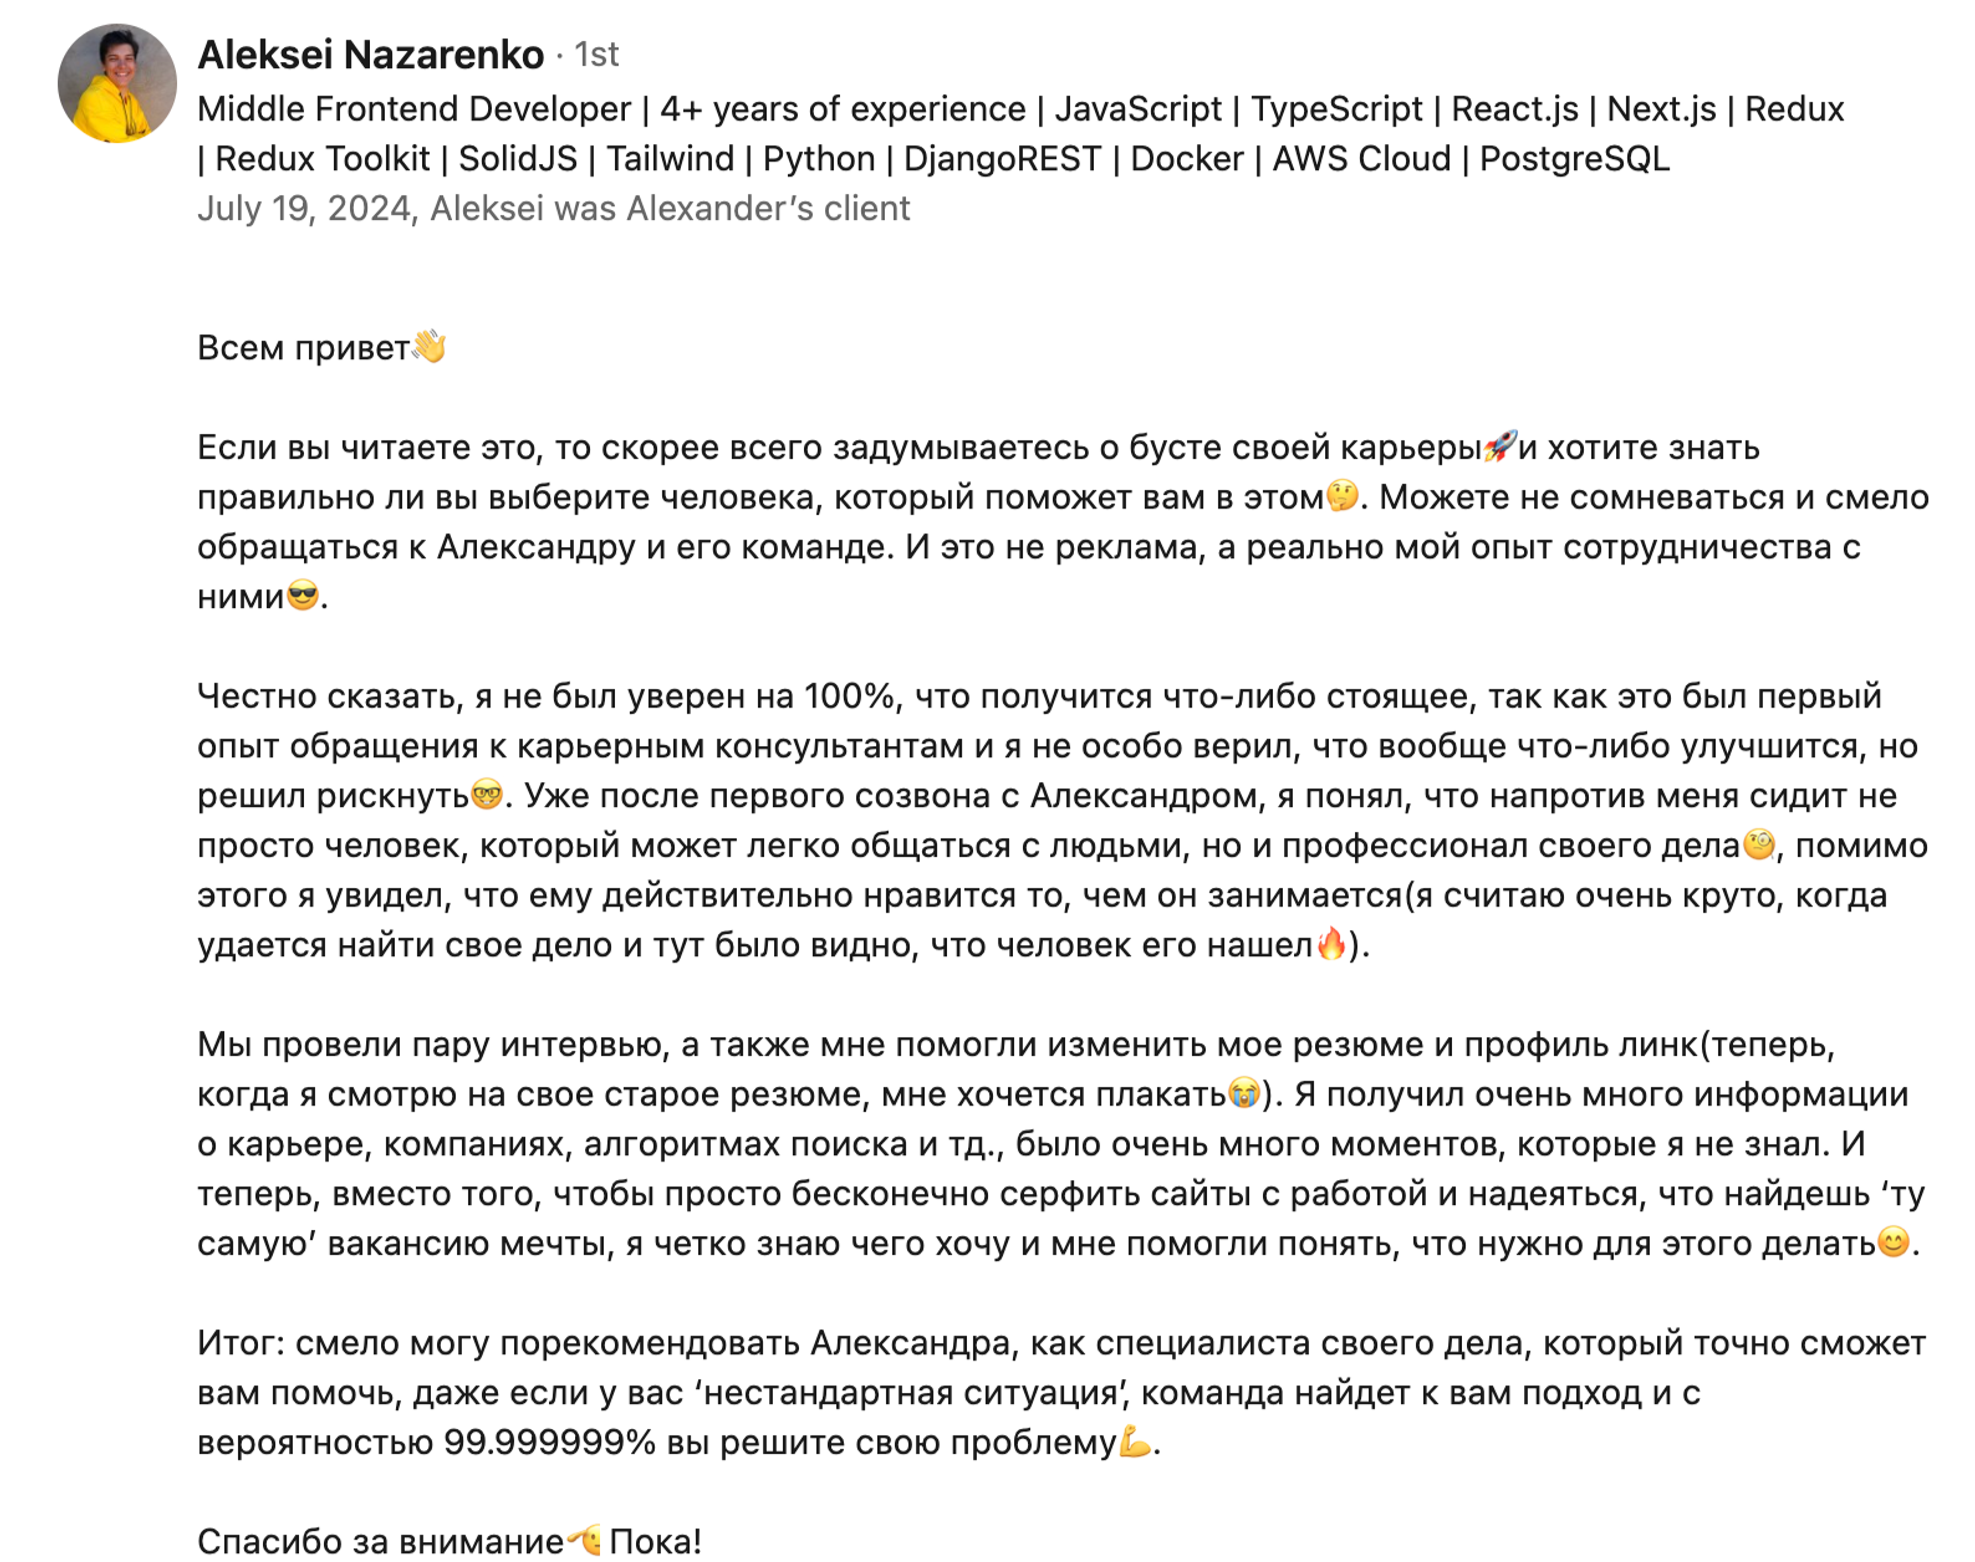 Aleksei Nazarenko · 1st
Middle Frontend Developer | 4+ years of experience | JavaScript | TypeScript | React.js | Next.js | Redux
| Redux Toolkit | SolidJS | Tailwind | Python | DjangoREST | Docker | AWS Cloud | PostgreSQL
July 19, 2024, Aleksei was Alexander’s client
Всем привет👋
Если вы читаете это, то скорее всего задумываетесь о бусте своей карьеры🚀и хотите знать
правильно ли вы выберите человека, который поможет вам в этом🤔. Можете не сомневаться и смело
обращаться к Александру и его команде. И это не реклама, а реально мой опыт сотрудничества с
ними😎.
Честно сказать, я не был уверен на 100%, что получится что-либо стоящее, так как это был первый
опыт обращения к карьерным консультантам и я не особо верил, что вообще что-либо улучшится, но
решил рискнуть🤓. Уже после первого созвона с Александром, я понял, что напротив меня сидит не
просто человек, который может легко общаться с людьми, но и профессионал своего дела🧐, помимо
этого я увидел, что ему действительно нравится то, чем он занимается(я считаю очень круто, когда
удается найти свое дело и тут было видно, что человек его нашел🔥).
Мы провели пару интервью, а также мне помогли изменить мое резюме и профиль линк(теперь,
когда я смотрю на свое старое резюме, мне хочется плакать😭). Я получил очень много информации
о карьере, компаниях, алгоритмах поиска и тд., было очень много моментов, которые я не знал. И
теперь, вместо того, чтобы просто бесконечно серфить сайты с работой и надеяться, что найдешь ‘ту
самую’ вакансию мечты, я четко знаю чего хочу и мне помогли понять, что нужно для этого делать😊.
Итог: смело могу порекомендовать Александра, как специалиста своего дела, который точно сможет
вам помочь, даже если у вас ‘нестандартная ситуация’, команда найдет к вам подход и с
вероятностью 99.999999% вы решите свою проблему💪.
Спасибо за внимание🫡 Пока!